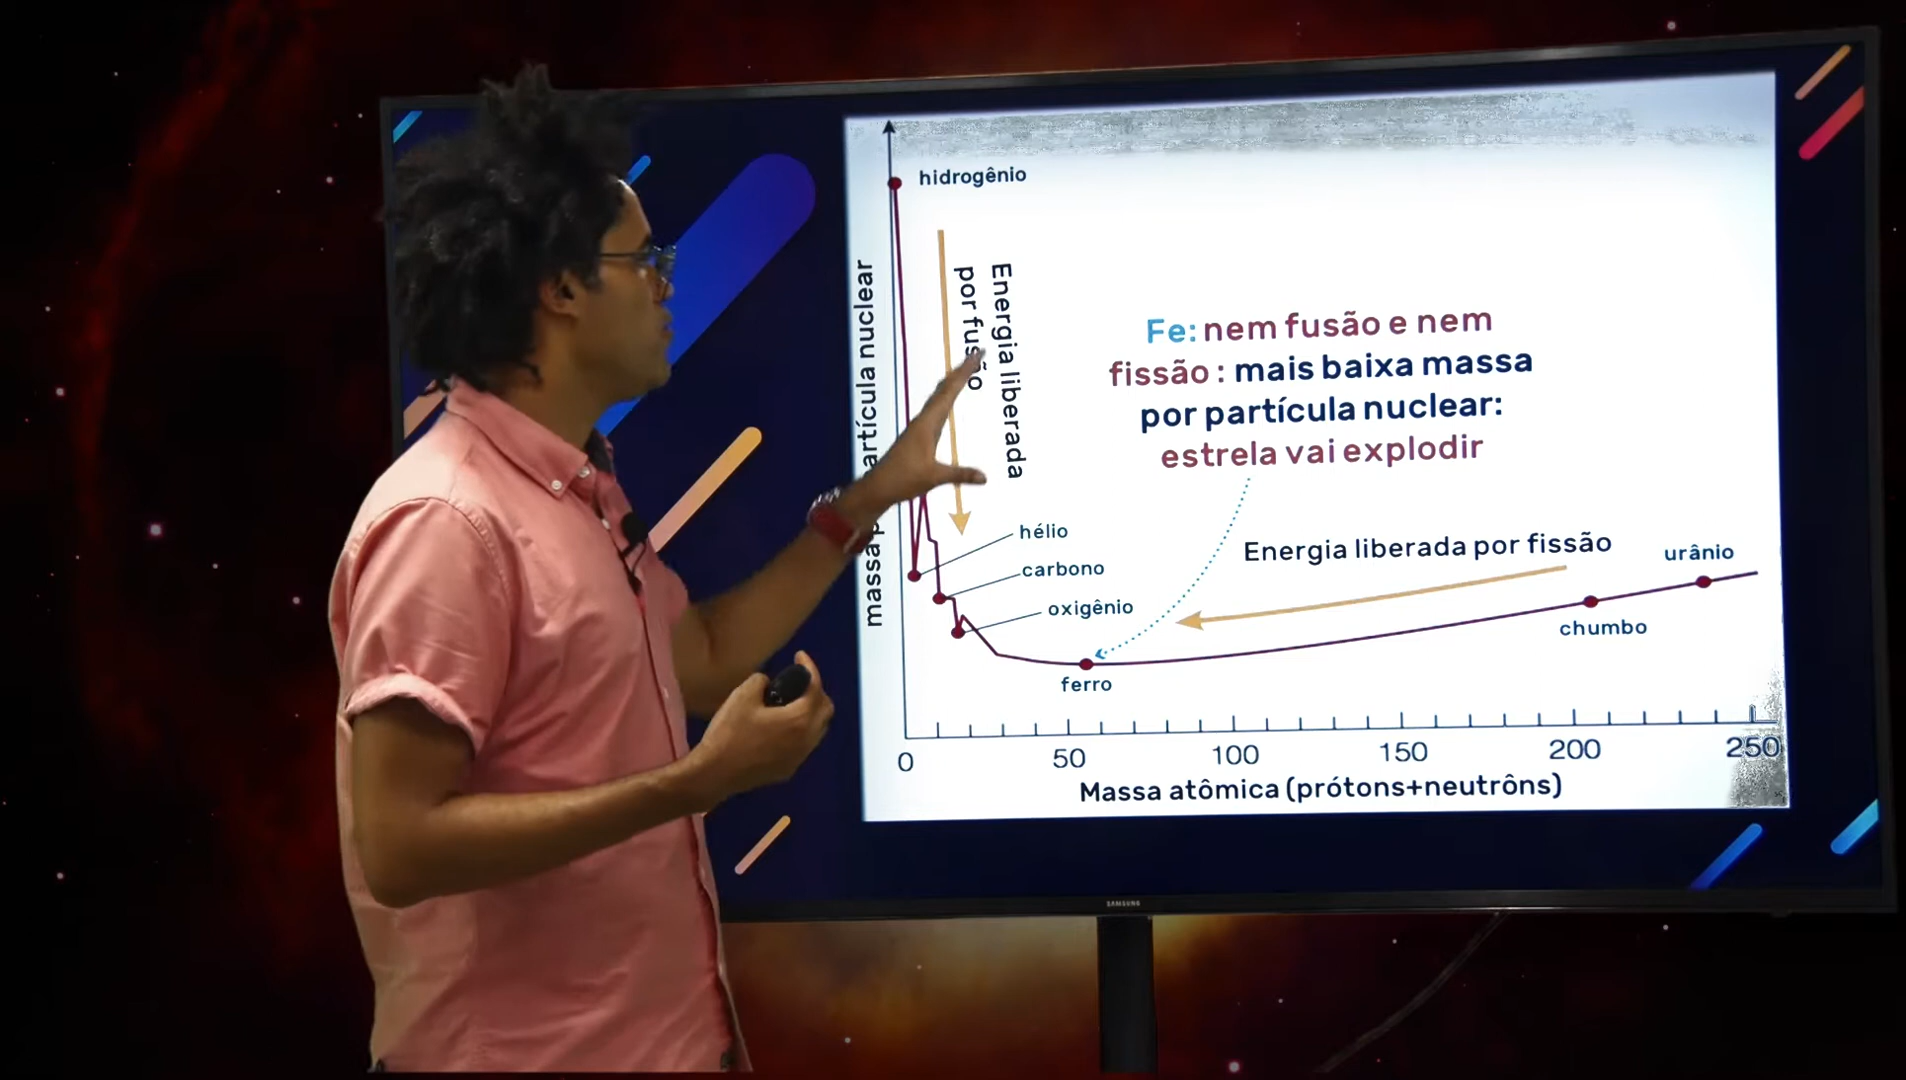 hidrogênio
massa p artícula nuclear
Energia liberada
por fusão
Fe: nem fusão e nem
fissão : mais baixa massa
por partícula nuclear:
estrela vai explodir
hélio
carbono
oxigênio
Energia liberada por fissão
urânio
chumbo
ferro
0 50 100 150 200 250
Massa atômica (prótons+neutrôns)
SAMSUNG